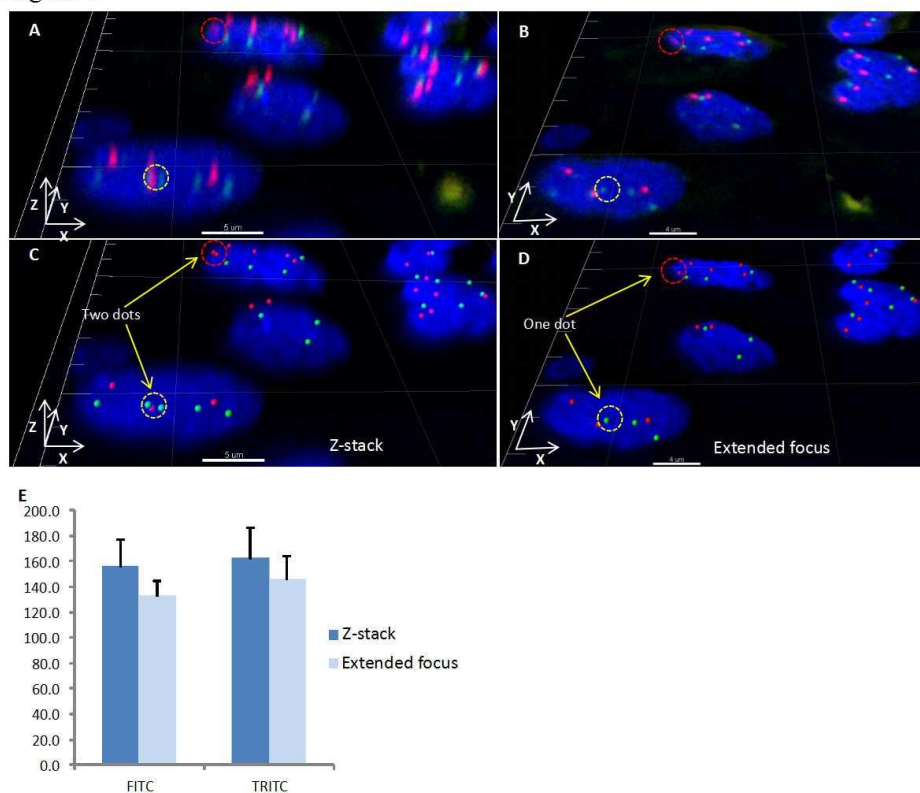 A
B
Z
Y
X
5 um
Y
X
4 um
C
D
Two dots
One dot
Z
Y
X
5 um
Z-stack
Y
X
4 um
Extended focus
E
200.0
180.0
160.0
140.0
120.0
100.0
80.0
60.0
40.0
20.0
0.0
FITC
TRITC
Z-stack
Extended focus